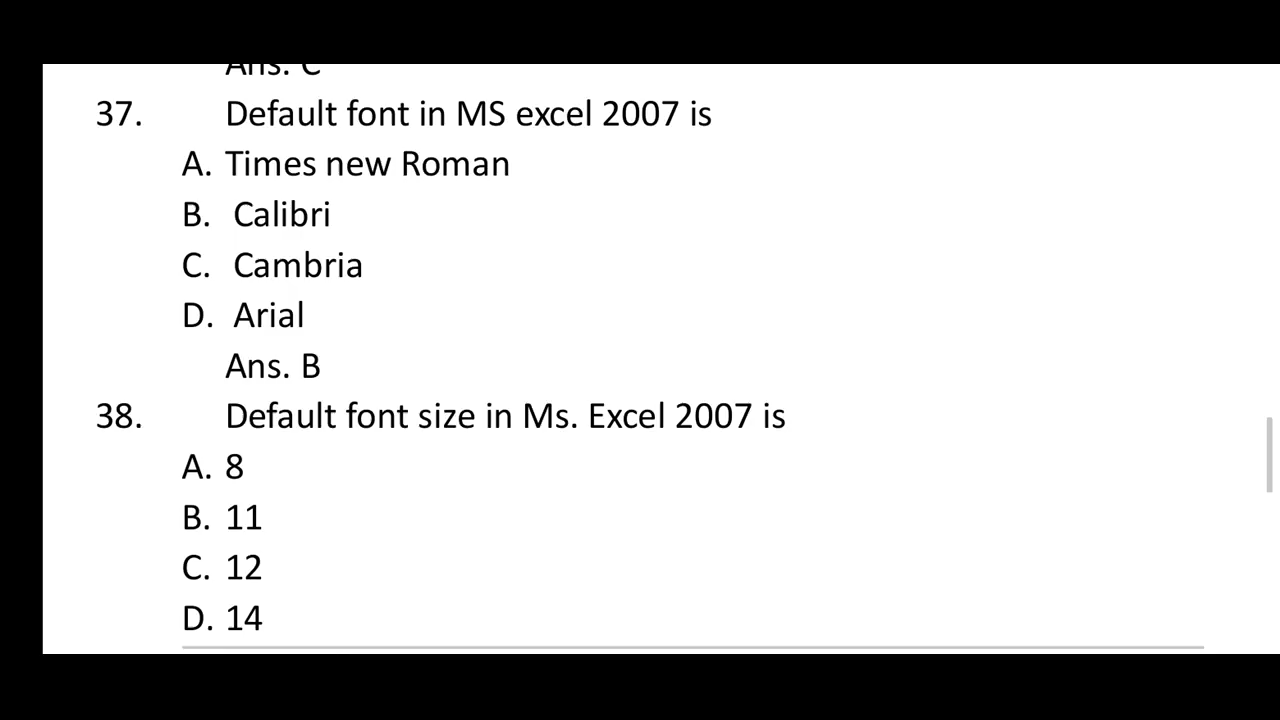 Ans. C
37. Default font in MS excel 2007 is
A. Times new Roman
B. Calibri
C. Cambria
D. Arial
Ans. B
38. Default font size in Ms. Excel 2007 is
A. 8
B. 11
C. 12
D. 14